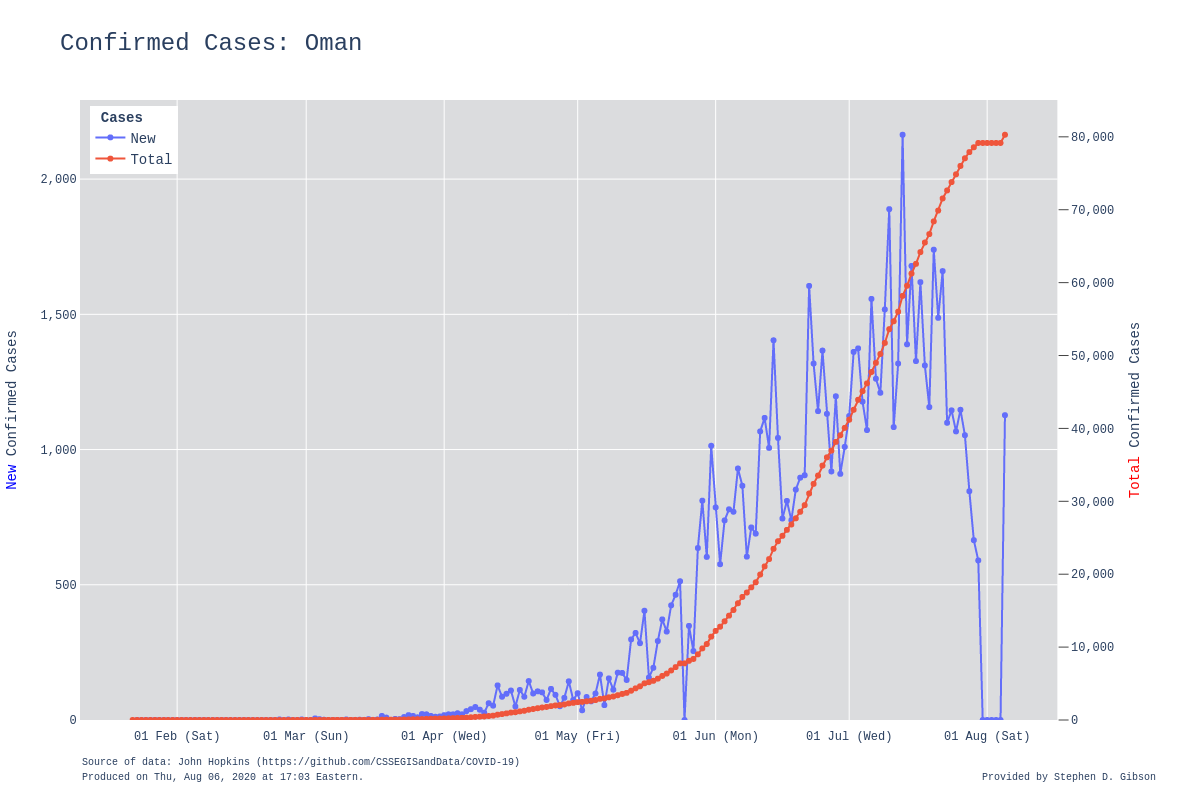 Confirmed Cases: Oman
Cases
New
Total
2,000
1,500
1,000
500
0
80,000
70,000
60,000
50,000
40,000
30,000
20,000
10,000
0
New Confirmed Cases
Total Confirmed Cases
01 Feb (Sat)
01 Mar (Sun)
01 Apr (Wed)
01 May (Fri)
01 Jun (Mon)
01 Jul (Wed)
01 Aug (Sat)
Source of data: John Hopkins (https://github.com/CSSEGISandData/COVID-19)
Produced on Thu, Aug 06, 2020 at 17:03 Eastern.
Provided by Stephen D. Gibson